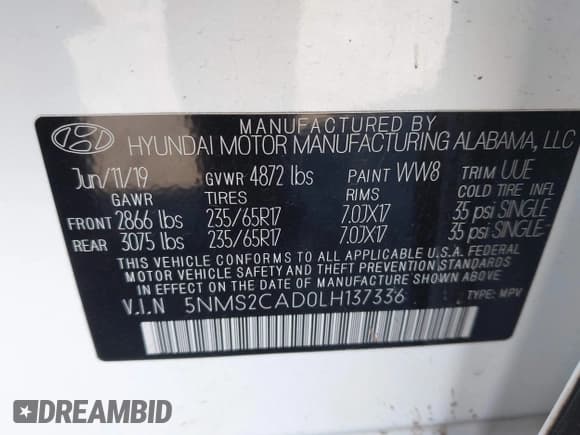 MANUFACTURED BY
HYUNDAI MOTOR MANUFACTURING ALABAMA, LLC
Jun/11/19 GVWR 4872 lbs PAINT WW8 TRIM UUE
GAWR TIRES RIMS COLD TIRE INFL
FRONT 2866 lbs 235/65R17 7.0JX17 35 psi SINGLE
REAR 3075 lbs 235/65R17 7.0JX17 35 psi SINGLE
THIS VEHICLE CONFORMS TO ALL APPLICABLE U.S.A. FEDERAL
MOTOR VEHICLE SAFETY AND THEFT PREVENTION STANDARDS
IN EFFECT ON THE DATE OF MANUFACTURE SHOWN ABOVE
V.I.N 5NMS2CAD0LH137336 TYPE: MPV
DREAMBID